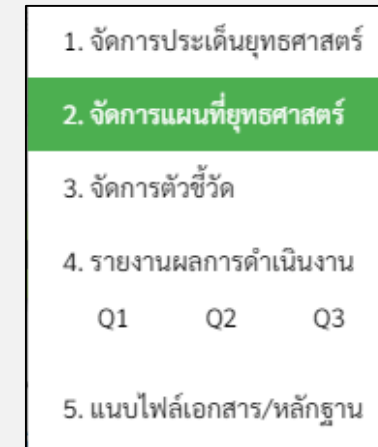 1. จัดการประเด็นยุทธศาสตร์
2. จัดการแผนที่ยุทธศาสตร์
3. จัดการตัวชี้วัด
4. รายงานผลการดำเนินงาน
Q1 Q2 Q3
5. แนบไฟล์เอกสาร/หลักฐาน